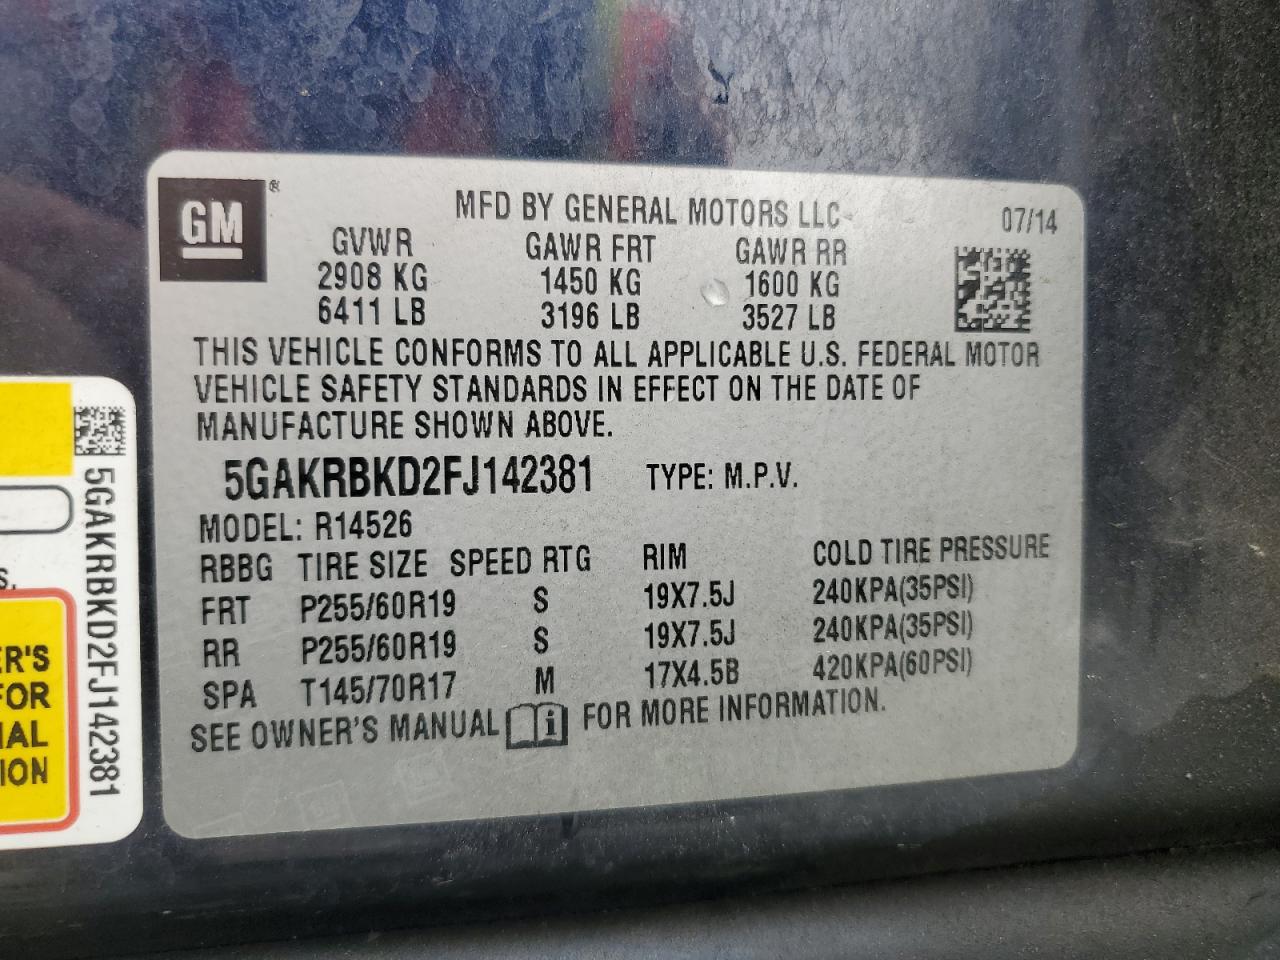 GM®
MFD BY GENERAL MOTORS LLC
07/14
GVWR GAWR FRT GAWR RR
2908 KG 1450 KG 1600 KG
6411 LB 3196 LB 3527 LB
THIS VEHICLE CONFORMS TO ALL APPLICABLE U.S. FEDERAL MOTOR
VEHICLE SAFETY STANDARDS IN EFFECT ON THE DATE OF
MANUFACTURE SHOWN ABOVE.
5GAKRBKD2FJ142381 TYPE: M.P.V.
MODEL: R14526
RBBG TIRE SIZE SPEED RTG RIM COLD TIRE PRESSURE
FRT P255/60R19 S 19X7.5J 240KPA(35PSI)
RR P255/60R19 S 19X7.5J 240KPA(35PSI)
SPA T145/70R17 M 17X4.5B 420KPA(60PSI)
SEE OWNER'S MANUAL i FOR MORE INFORMATION.
5GAKRBKD2FJ142381
S.
ER'S
FOR
IAL
ION